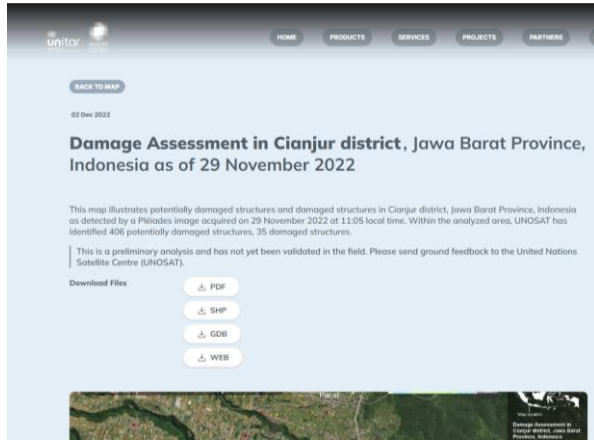 unitar
HOME
PRODUCTS
SERVICES
PROJECTS
PARTNERS
BACK TO MAP
02 Dec 2022
Damage Assessment in Cianjur district, Jawa Barat Province,
Indonesia as of 29 November 2022
This map illustrates potentially damaged structures and damaged structures in Cianjur district, Jawa Barat Province, Indonesia
as detected by a Pléiades image acquired on 29 November 2022 at 11:05 local time. Within the analyzed area, UNOSAT has
identified 406 potentially damaged structures, 35 damaged structures.
This is a preliminary analysis and has not yet been validated in the field. Please send ground feedback to the United Nations
Satellite Centre (UNOSAT).
Download Files
PDF
SHP
GDB
WEB
Pacet
Map location
Damage Assessment in
Cianjur district, Jawa Barat
Province, Indonesia